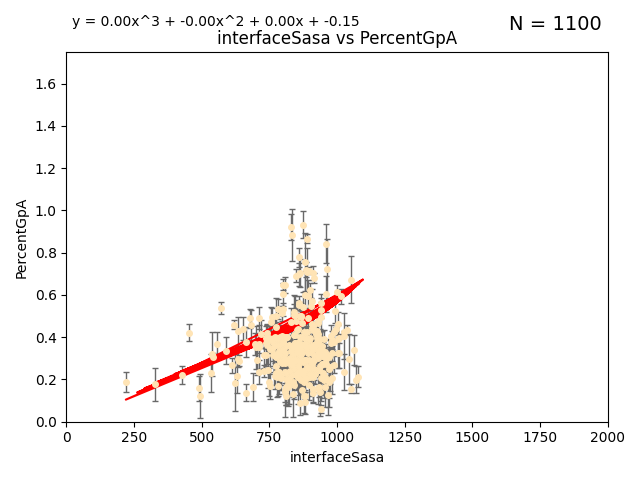 y = 0.00x^3 + -0.00x^2 + 0.00x + -0.15
N = 1100
interfaceSasa vs PercentGpA
1.6
1.4
1.2
1.0
0.8
0.6
0.4
0.2
0.0
PercentGpA
0 250 500 750 1000 1250 1500 1750 2000
interfaceSasa